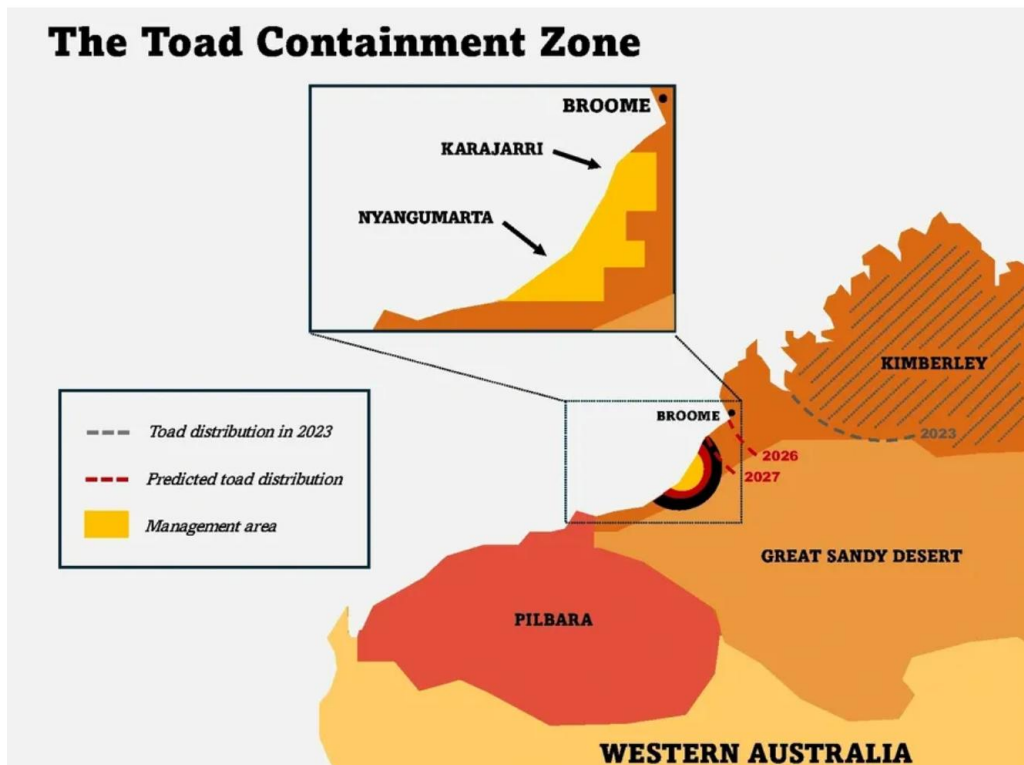 The Toad Containment Zone
BROOME
KARAJARRI
NYANGUMARTA
KIMBERLEY
BROOME
2023
2026
2027
Toad distribution in 2023
Predicted toad distribution
Management area
GREAT SANDY DESERT
PILBARA
WESTERN AUSTRALIA